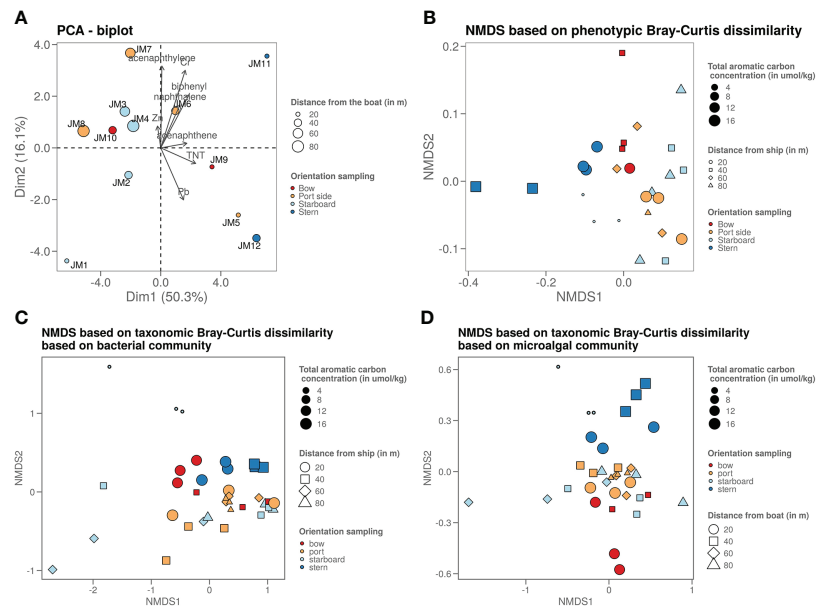 A
PCA - biplot
4.0
2.0
0.0
-2.0
-4.0
Dim2 (16.1%)
-4.0
0.0
4.0
Dim1 (50.3%)
JM7
acenaphthylene
Cr
JM11
biphenyl
naphthalene
JM6
JM3
JM4
Zn
JM8
JM10
acenaphthene
TNT
JM9
JM2
Pb
JM5
JM12
JM1
Distance from the boat (in m)
20
40
60
80
Orientation sampling
Bow
Port side
Starboard
Stern
B
NMDS based on phenotypic Bray-Curtis dissimilarity
0.2
0.1
0.0
-0.1
NMDS2
-0.4
-0.2
0.0
NMDS1
Total aromatic carbon
concentration (in umol/kg)
4
8
12
16
Distance from ship (in m)
20
40
60
80
Orientation sampling
Bow
Port side
Starboard
Stern
C
NMDS based on taxonomic Bray-Curtis dissimilarity
based on bacterial community
1
0
-1
NMDS2
-2
-1
0
1
NMDS1
Total aromatic carbon
concentration (in umol/kg)
4
8
12
16
Distance from ship (in m)
20
40
60
80
Orientation sampling
bow
port
starboard
stern
D
NMDS based on taxonomic Bray-Curtis dissimilarity
based on microalgal community
0.6
0.3
0.0
-0.3
-0.6
NMDS2
-1
0
1
NMDS1
Total aromatic carbon
concentration (in umol/kg)
4
8
12
16
Orientation sampling
bow
port
starboard
stern
Distance from boat (in m)
20
40
60
80